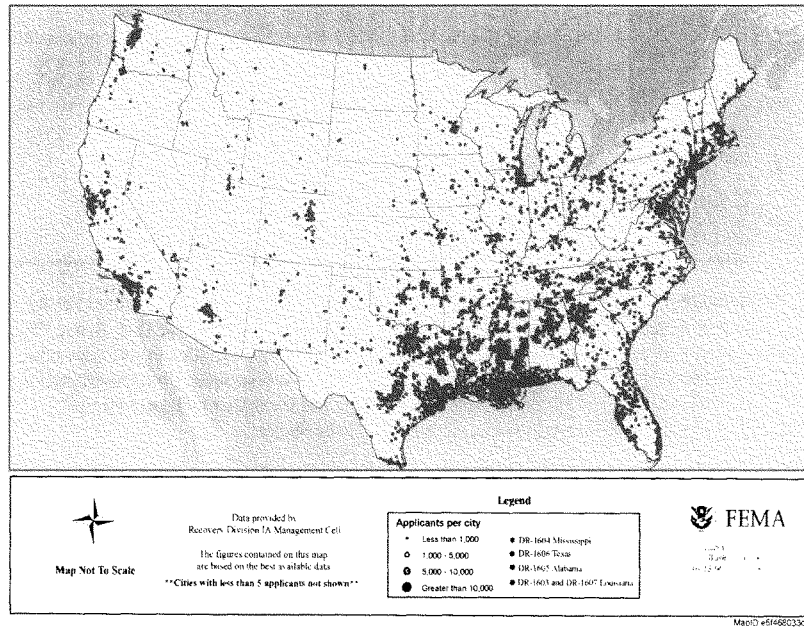 Map Not To Scale
Data provided by
Recovery Division IA Management Cell
The figures contained on this map
are based on the best available data
**Cities with less than 5 applicants not shown**
Legend
Applicants per city
Less than 1,000
1,000 - 5,000
5,000 - 10,000
Greater than 10,000
DR-1604 Mississippi
DR-1606 Texas
DR-1605 Alabama
DR-1603 and DR-1607 Louisiana
FEMA